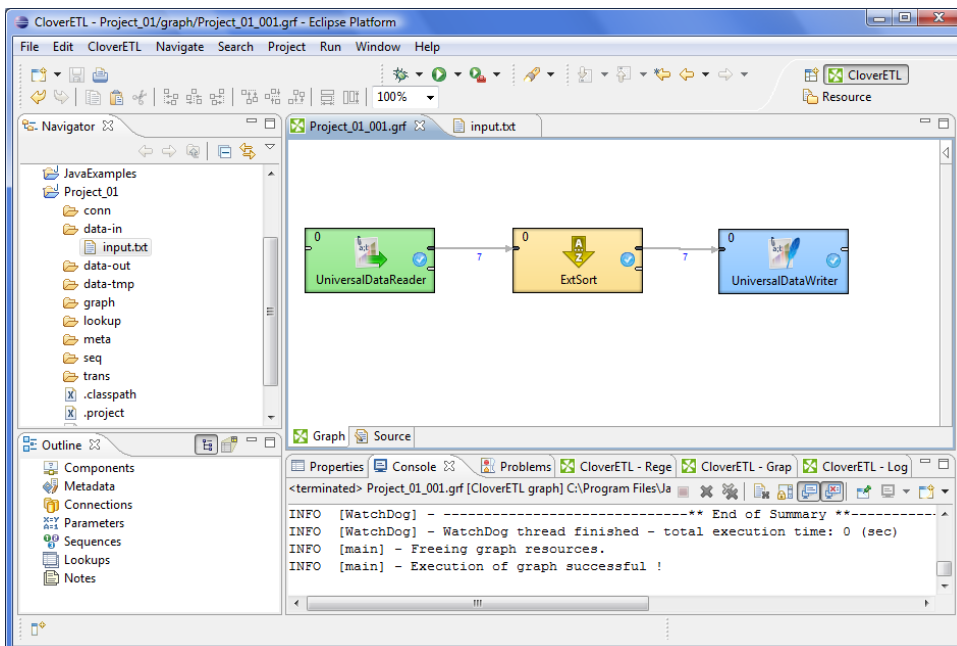 CloverETL - Project_01/graph/Project_01_001.grf - Eclipse Platform
File Edit CloverETL Navigate Search Project Run Window Help
CloverETL
100%
Resource
Navigator
JavaExamples
Project_01
conn
data-in
input.txt
data-out
data-tmp
graph
lookup
meta
seq
trans
.classpath
.project
Project_01_001.grf input.txt
0 0 0
7 7
UniversalDataReader ExtSort UniversalDataWriter
Graph Source
Outline
Components
Metadata
Connections
Parameters
Sequences
Lookups
Notes
Properties Console Problems CloverETL - Rege CloverETL - Grap CloverETL - Log
<terminated> Project_01_001.grf [CloverETL graph] C:\Program Files\Ja
INFO [WatchDog] - ---------------------------------** End of Summary **-----------
INFO [WatchDog] - WatchDog thread finished - total execution time: 0 (sec)
INFO [main] - Freeing graph resources.
INFO [main] - Execution of graph successful !